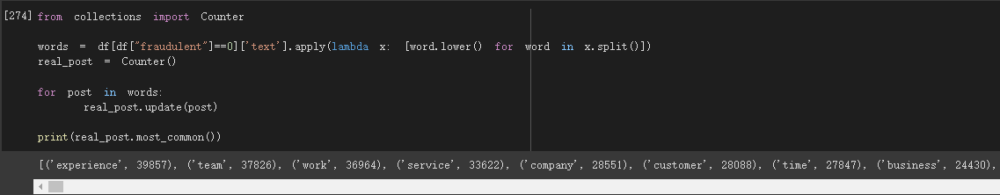 [274] from collections import Counter
words = df[df["fraudulent"]==0]['text'].apply(lambda x: [word.lower() for word in x.split()])
real_post = Counter()
for post in words:
real_post.update(post)
print(real_post.most_common())
[('experience', 39857), ('team', 37826), ('work', 36964), ('service', 33622), ('company', 28551), ('customer', 28088), ('time', 27847), ('business', 24430),